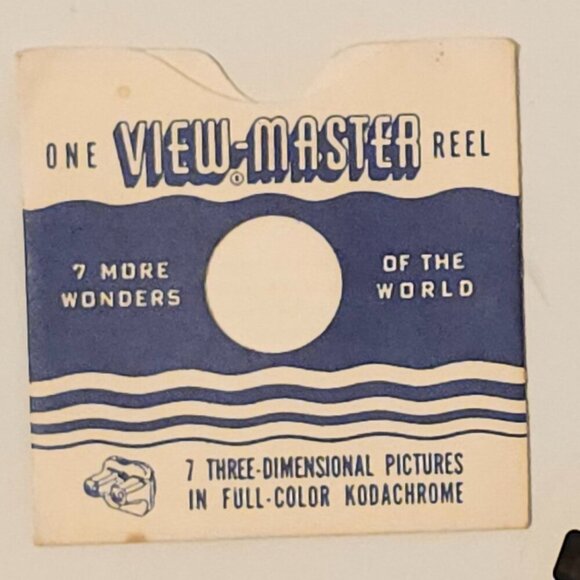 ONE VIEW-MASTER® REEL
7 MORE OF THE
WONDERS WORLD
7 THREE-DIMENSIONAL PICTURES
IN FULL-COLOR KODACHROME